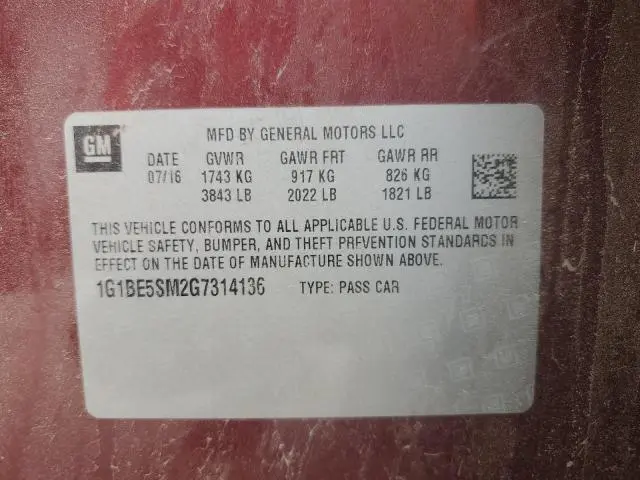 GM
MFD BY GENERAL MOTORS LLC
DATE GVWR GAWR FRT GAWR RR
07/16 1743 KG 917 KG 826 KG
3843 LB 2022 LB 1821 LB
THIS VEHICLE CONFORMS TO ALL APPLICABLE U.S. FEDERAL MOTOR
VEHICLE SAFETY, BUMPER, AND THEFT PREVENTION STANDARDS IN
EFFECT ON THE DATE OF MANUFACTURE SHOWN ABOVE.
1G1BE5SM2G7314136 TYPE: PASS CAR